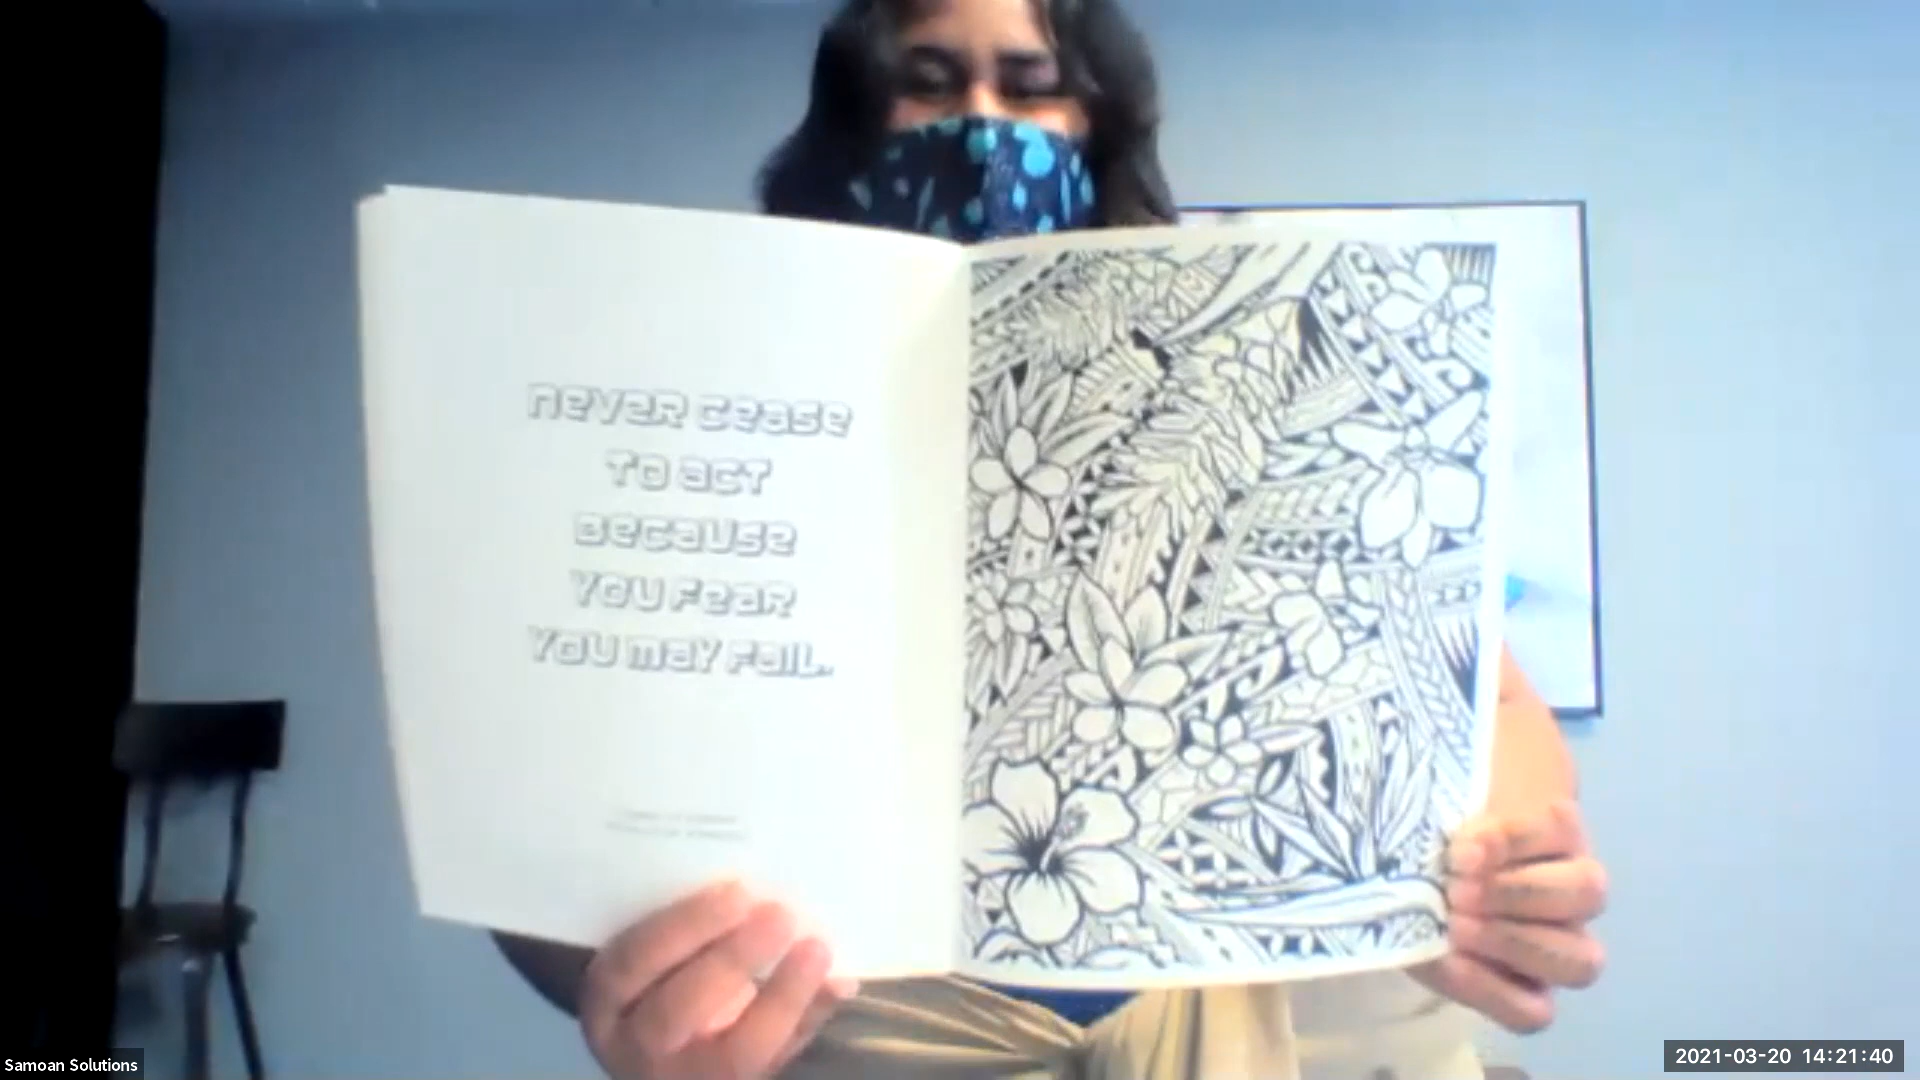 never cease
to act
because
you fear
you may fail.
Samoan Solutions
2021-03-20 14:21:40